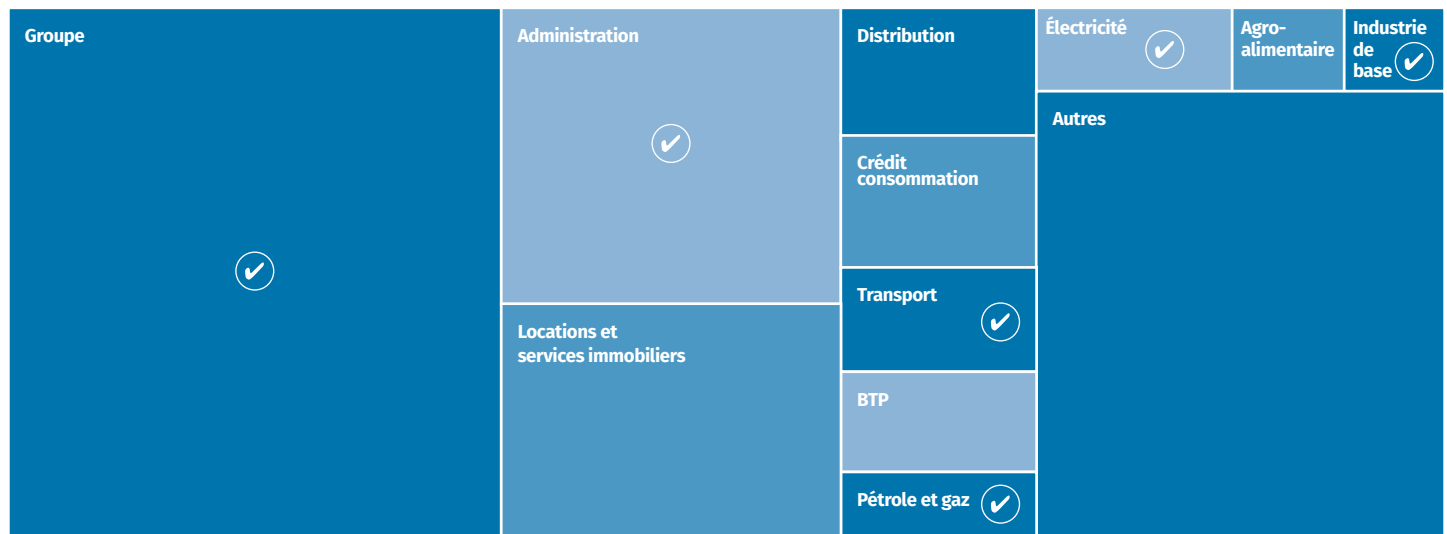 Groupe
Administration
Locations et
services immobiliers
Distribution
Crédit
consommation
Transport
BTP
Pétrole et gaz
Électricité
Agro-
alimentaire
Industrie
de
base
Autres